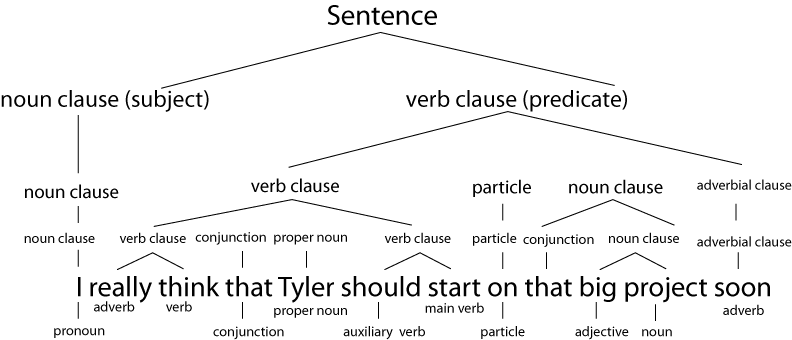 Sentence
noun clause (subject) verb clause (predicate)
noun clause verb clause particle noun clause adverbial clause
noun clause verb clause conjunction proper noun verb clause particle conjunction noun clause adverbial clause
I really think that Tyler should start on that big project soon
adverb verb proper noun main verb adverb
pronoun conjunction auxiliary verb particle adjective noun